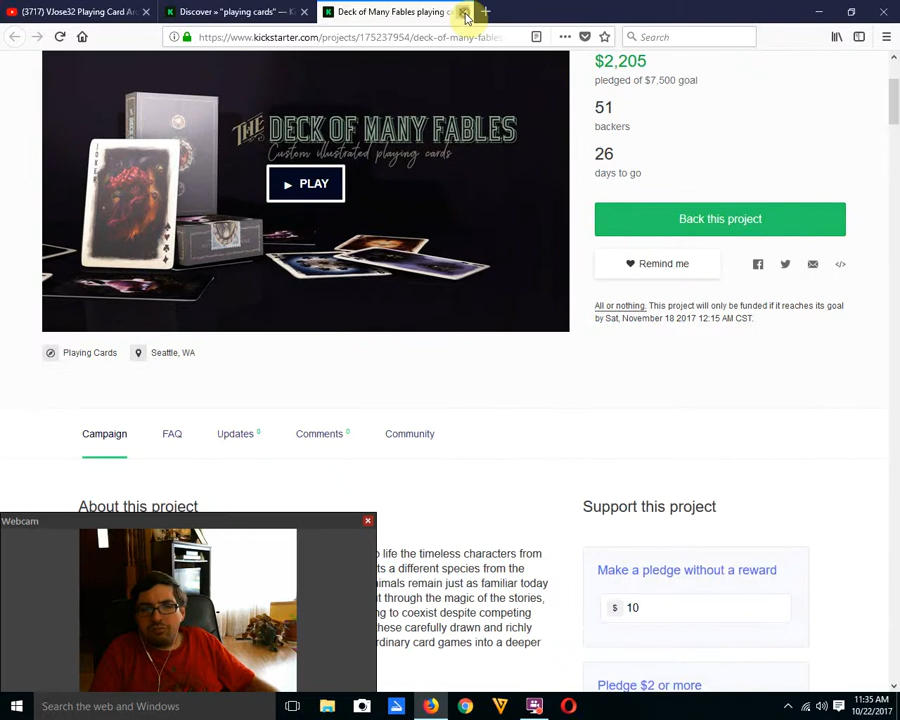 (3717) VJose32 Playing Card Ar
Discover » "playing cards" — Ki
Deck of Many Fables playing c
https://www.kickstarter.com/projects/175237954/deck-of-many-fables
Search
$2,205
pledged of $7,500 goal
51
backers
26
days to go
Back this project
Remind me
All or nothing. This project will only be funded if it reaches its goal
by Sat, November 18 2017 12:15 AM CST.
THE DECK OF MANY FABLES
Custom illustrated playing cards
PLAY
JOKER
Playing Cards
Seattle, WA
Campaign
FAQ
Updates 0
Comments 0
Community
About this project
Support this project
Webcam
o life the timeless characters from
ts a different species from the
nimals remain just as familiar today
nt through the magic of the stories,
ng to coexist despite competing
hese carefully drawn and richly
rdinary card games into a deeper
Make a pledge without a reward
$ 10
Pledge $2 or more
Search the web and Windows
11:35 AM
10/22/2017